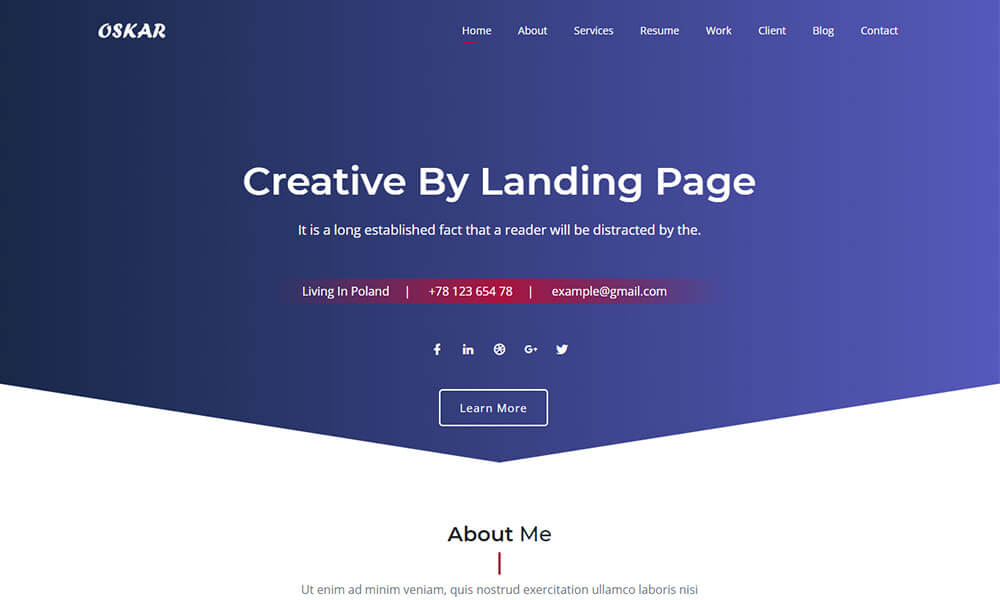 OSKAR
Home About Services Resume Work Client Blog Contact
Creative By Landing Page
It is a long established fact that a reader will be distracted by the.
Living In Poland | +78 123 654 78 | example@gmail.com
Learn More
About Me
Ut enim ad minim veniam, quis nostrud exercitation ullamco laboris nisi